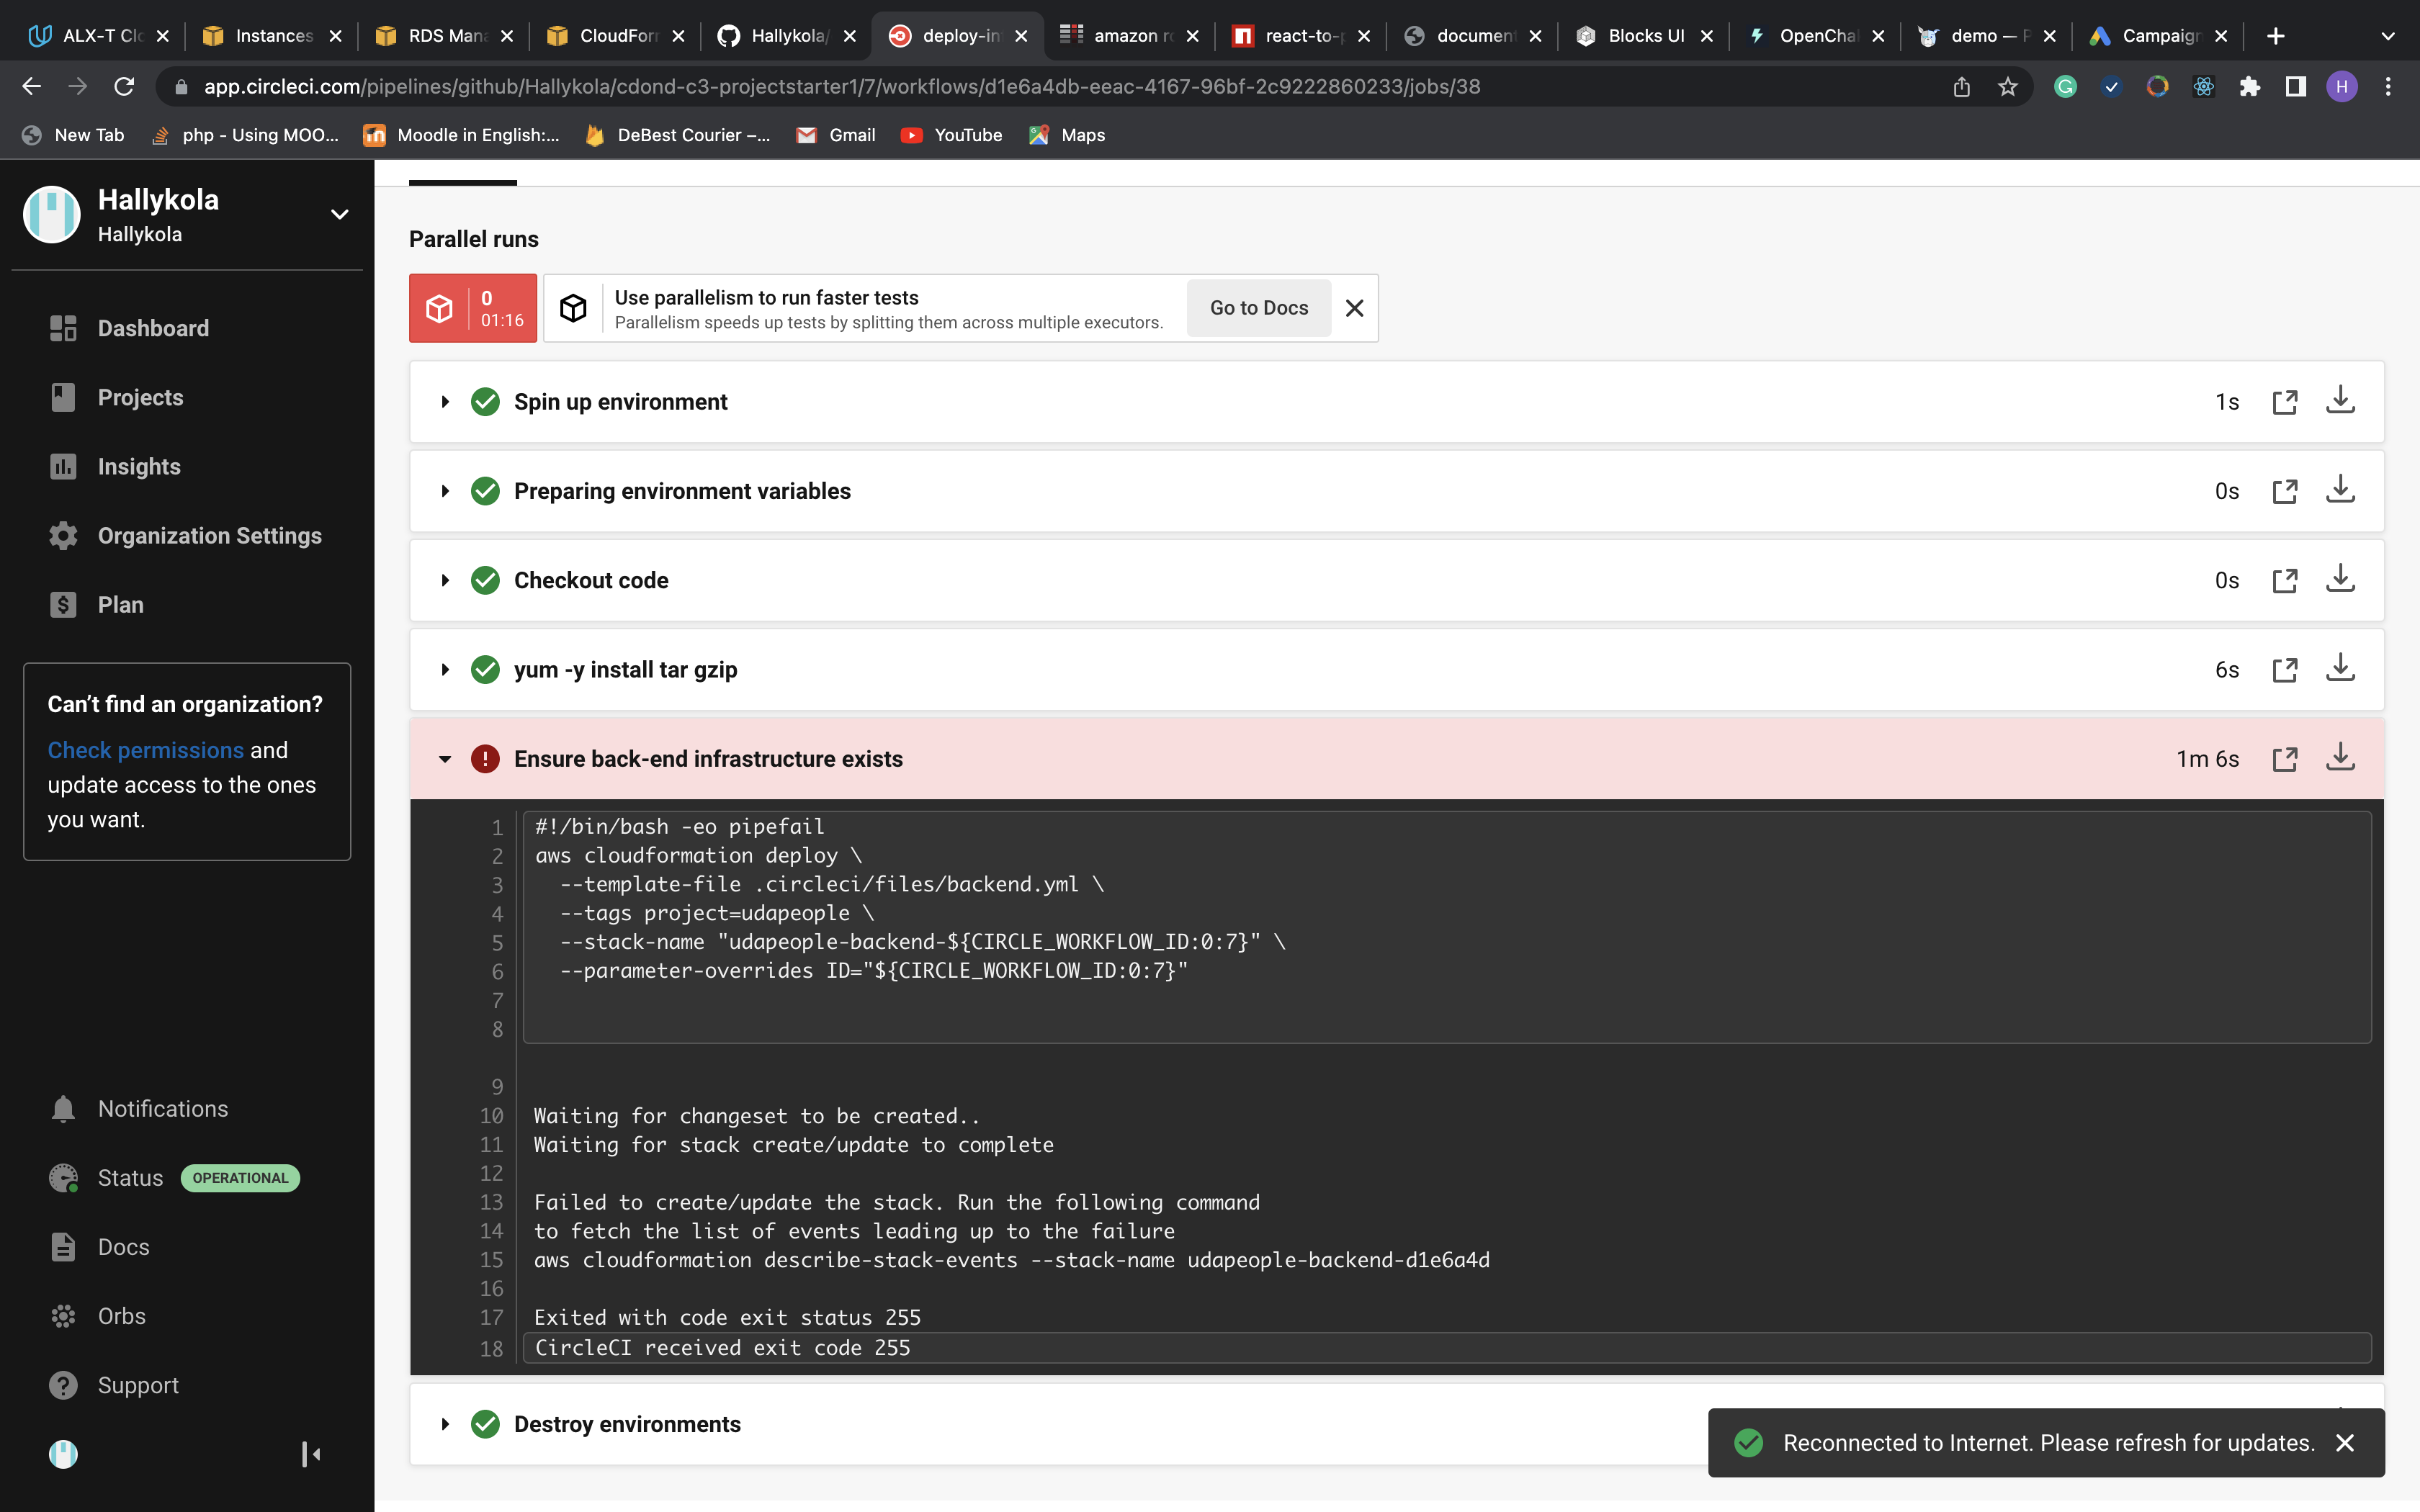 ALX-T Clo
Instances
RDS Mana
CloudForm
Hallykola/
deploy-in
amazon r
react-to-p
document
Blocks UI
OpenChai
demo — P
Campaign
app.circleci.com/pipelines/github/Hallykola/cdond-c3-projectstarter1/7/workflows/d1e6a4db-eeac-4167-96bf-2c9222860233/jobs/38
H
New Tab
php - Using MOO...
Moodle in English:...
DeBest Courier –...
Gmail
YouTube
Maps
Hallykola
Hallykola
Dashboard
Projects
Insights
Organization Settings
Plan
Can’t find an organization?
Check permissions and
update access to the ones
you want.
Notifications
Status OPERATIONAL
Docs
Orbs
Support
Parallel runs
0
01:16
Use parallelism to run faster tests
Parallelism speeds up tests by splitting them across multiple executors.
Go to Docs
Spin up environment 1s
Preparing environment variables 0s
Checkout code 0s
yum -y install tar gzip 6s
Ensure back-end infrastructure exists 1m 6s
1 #!/bin/bash -eo pipefail
2 aws cloudformation deploy \
3 --template-file .circleci/files/backend.yml \
4 --tags project=udapeople \
5 --stack-name "udapeople-backend-${CIRCLE_WORKFLOW_ID:0:7}" \
6 --parameter-overrides ID="${CIRCLE_WORKFLOW_ID:0:7}"
7
8
9
10 Waiting for changeset to be created..
11 Waiting for stack create/update to complete
12
13 Failed to create/update the stack. Run the following command
14 to fetch the list of events leading up to the failure
15 aws cloudformation describe-stack-events --stack-name udapeople-backend-d1e6a4d
16
17 Exited with code exit status 255
18 CircleCI received exit code 255
Destroy environments
Reconnected to Internet. Please refresh for updates.